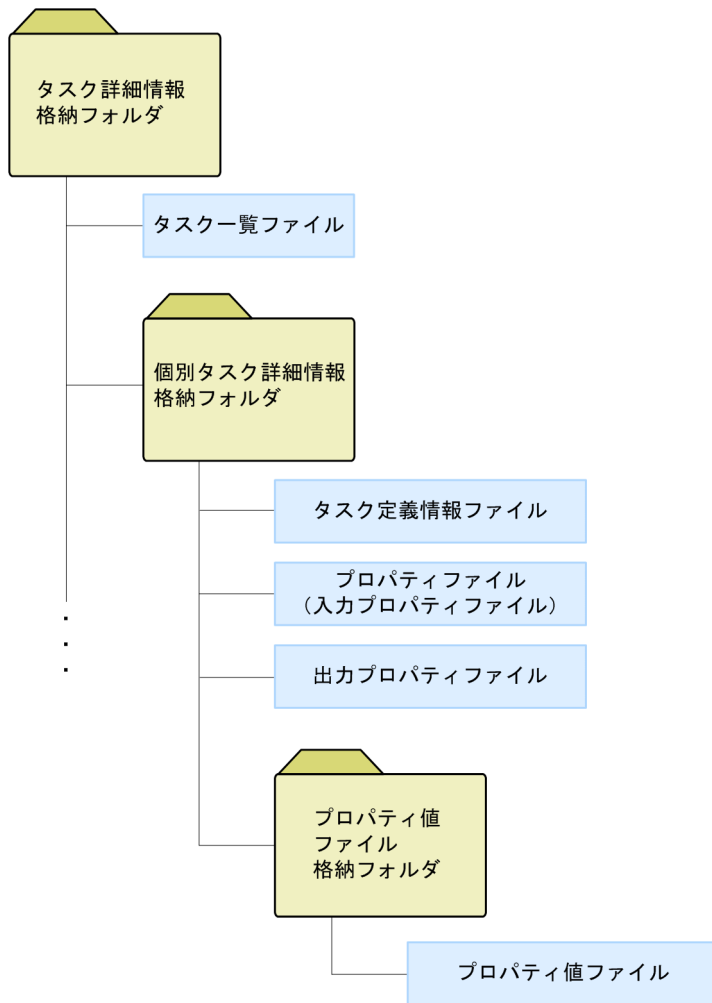 タスク詳細情報
格納フォルダ
タスク一覧ファイル
個別タスク詳細情報
格納フォルダ
タスク定義情報ファイル
プロパティファイル
（入力プロパティファイル）
出力プロパティファイル
プロパティ値
ファイル
格納フォルダ
プロパティ値ファイル